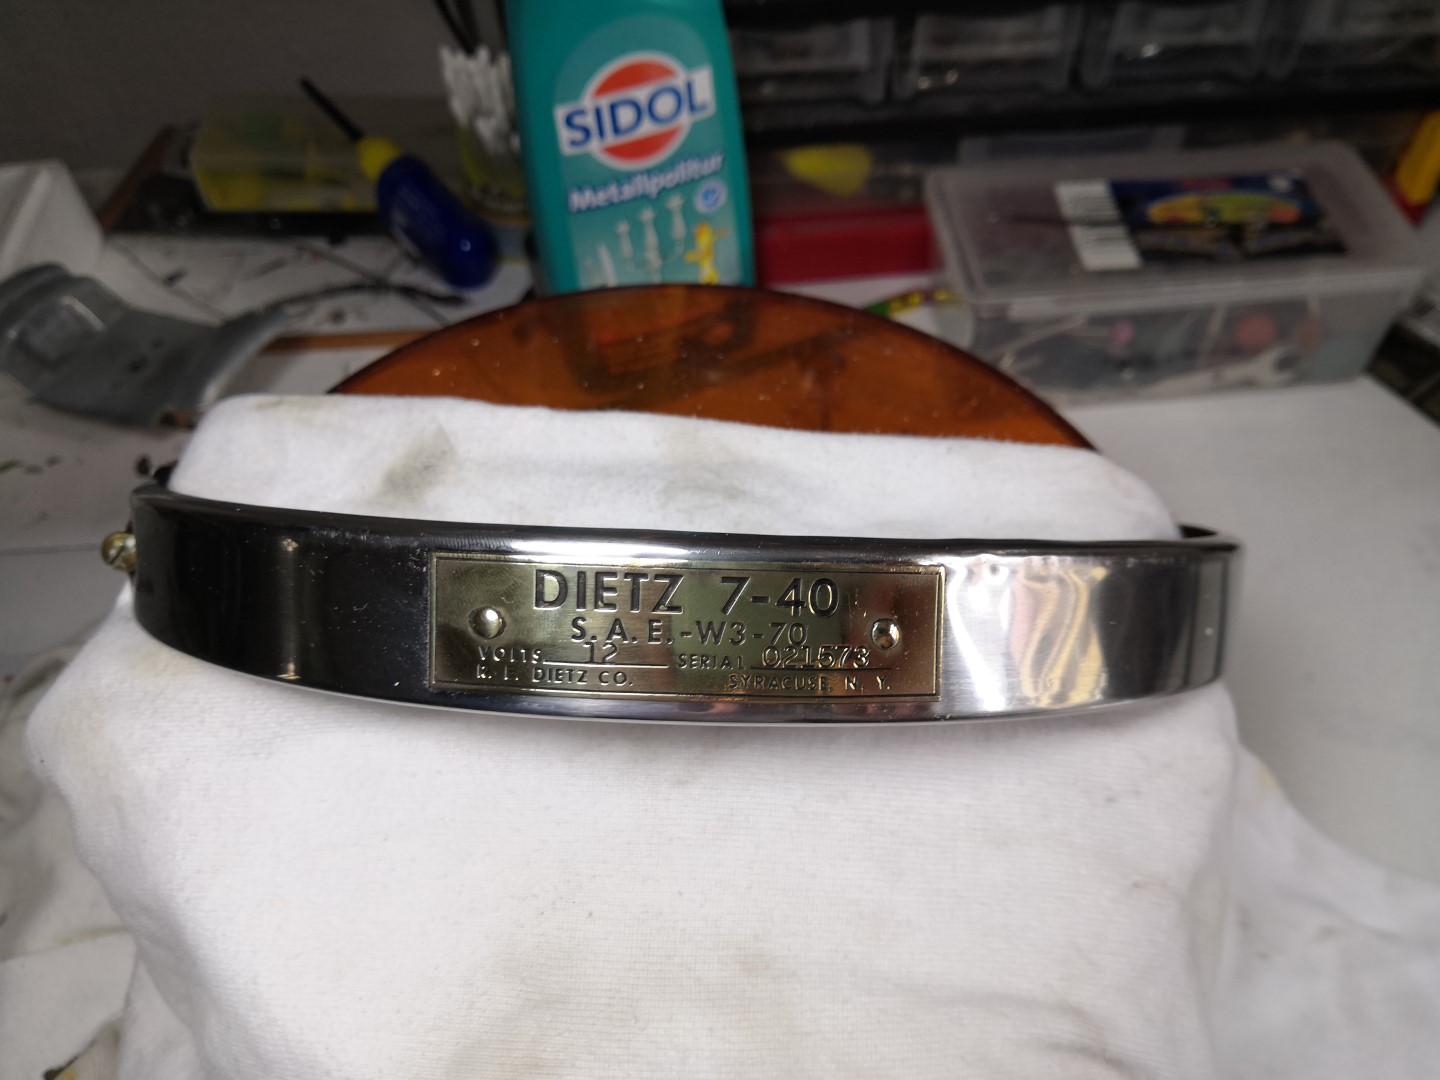 SIDOL
Metallpolitur
DIETZ 7-40
S.A.E.-W3-70
VOLTS 12 SERIAL 021573
R. E. DIETZ CO. SYRACUSE, N. Y.